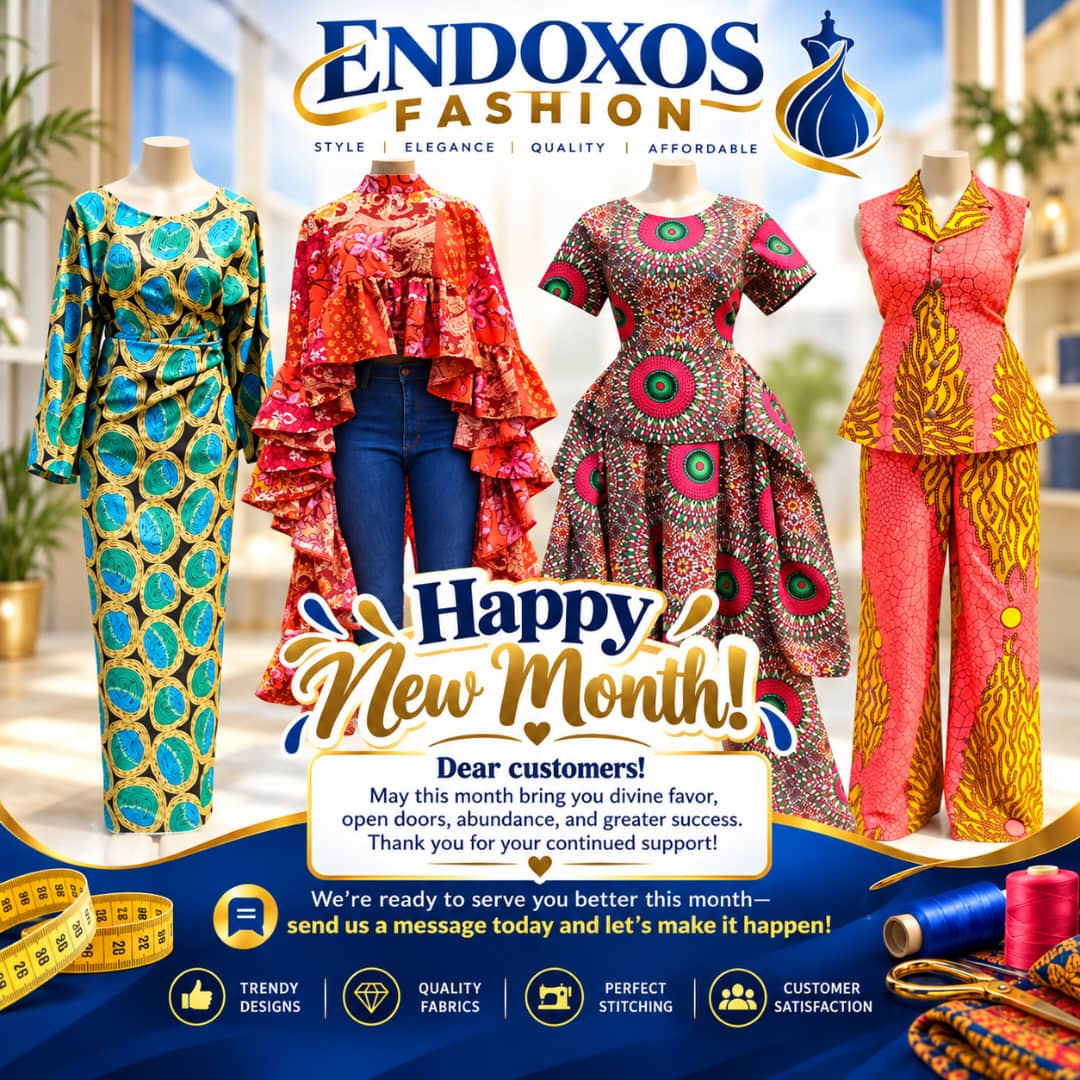 ENDOXOS
FASHION
STYLE | ELEGANCE | QUALITY | AFFORDABLE
Happy
New Month!
Dear customers!
May this month bring you divine favor,
open doors, abundance, and greater success.
Thank you for your continued support!
We're ready to serve you better this month—
send us a message today and let's make it happen!
TRENDY
DESIGNS
QUALITY
FABRICS
PERFECT
STITCHING
CUSTOMER
SATISFACTION